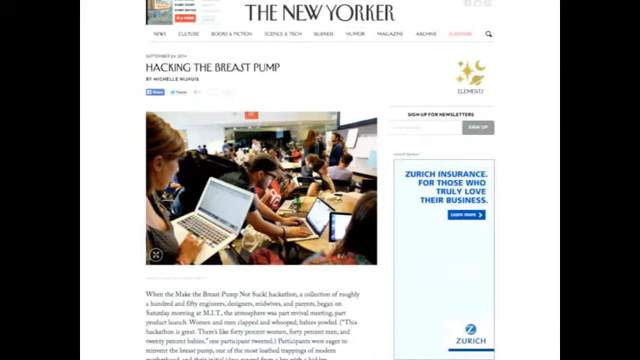 THE NEW YORKER
NEWS CULTURE BOOKS & FICTION SCIENCE & TECH BUSINESS HUMOR MAGAZINE ARCHIVE SUBSCRIBE
SEPTEMBER 24, 2014
HACKING THE BREAST PUMP
BY MICHELLE NIJHUIS
Share Tweet
ELEMENTS
SIGN UP FOR NEWSLETTERS
SIGN UP
ADVERTISEMENT
ZURICH INSURANCE.
FOR THOSE WHO
TRULY LOVE
THEIR BUSINESS.
Learn more
ZURICH
When the Make the Breast Pump Not Suck! hackathon, a collection of roughly
a hundred and fifty engineers, designers, midwives, and parents, began on
Saturday morning at M.I.T., the atmosphere was part revival meeting, part
product launch. Women and men clapped and whooped; babies yowled. ("This
hackathon is great. There's like forty percent women, forty percent men, and
twenty percent babies," one participant tweeted.) Participants were eager to
reinvent the breast pump, one of the most loathed trappings of modern